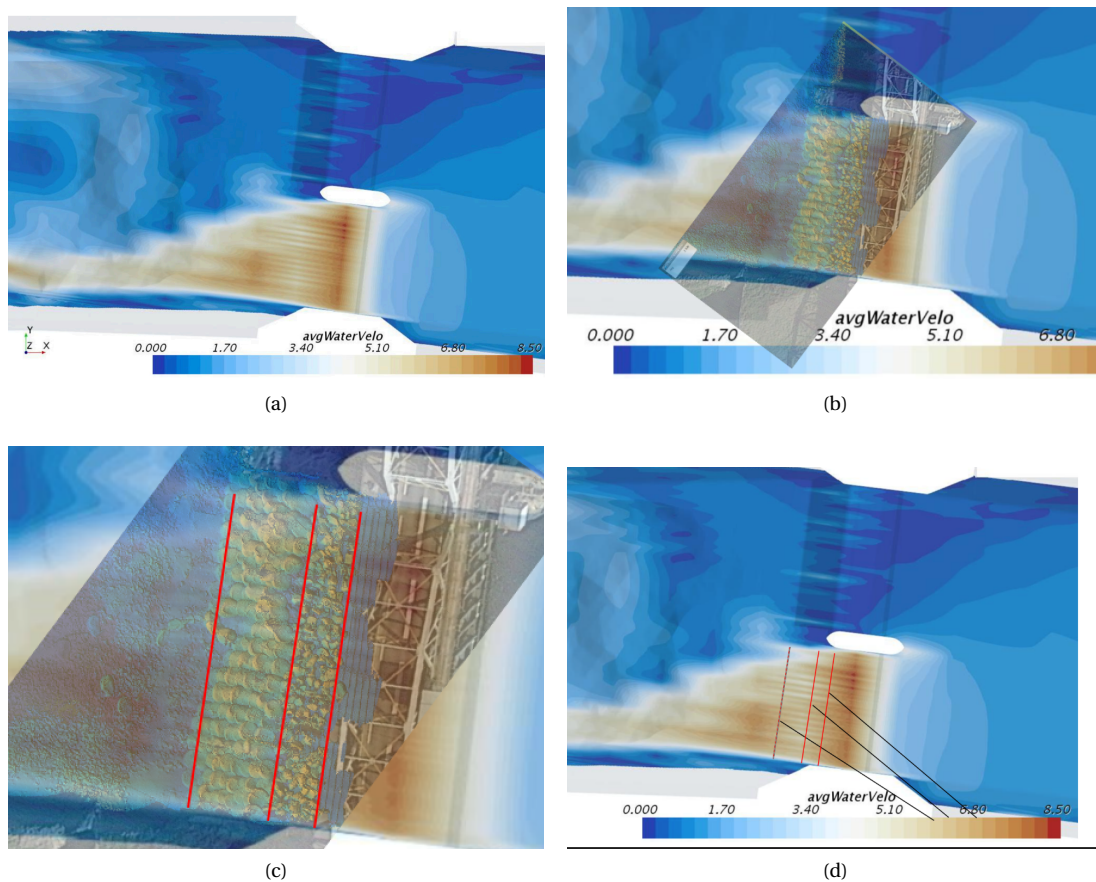 Y
Z X
avgWaterVelo
0.000 1.70 3.40 5.10 6.80 8.50
(a)
avgWaterVelo
0.000 1.70 3.40 5.10 6.80
(b)
(c)
avgWaterVelo
0.000 1.70 3.40 5.10 6.80 8.50
(d)